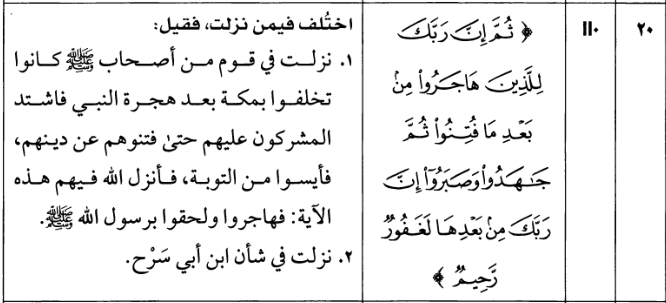 ٢٠
١١٠
﴿ ثُمَّ إِنَّ رَبَّكَ
لِلَّذِينَ هَاجَرُوا۟ مِنۢ
بَعْدِ مَا فُتِنُوا۟ ثُمَّ
جَـٰهَدُوا۟ وَصَبَرُوٓا۟ إِنَّ
رَبَّكَ مِنۢ بَعْدِهَا لَغَفُورٌ
رَّحِيمٌ ﴾
اختُلف فيمن نزلت، فقيل:
١. نزلت في قوم من أصحاب ﷺ كانوا
تخلفوا بمكة بعد هجرة النبي فاشتد
المشركون عليهم حتىٰ فتنوهم عن دينهم،
فأيسوا من التوبة، فأنزل الله فيهم هذه
الآية: فهاجروا ولحقوا برسول الله ﷺ.
٢. نزلت في شأن ابن أبي سَرْح.